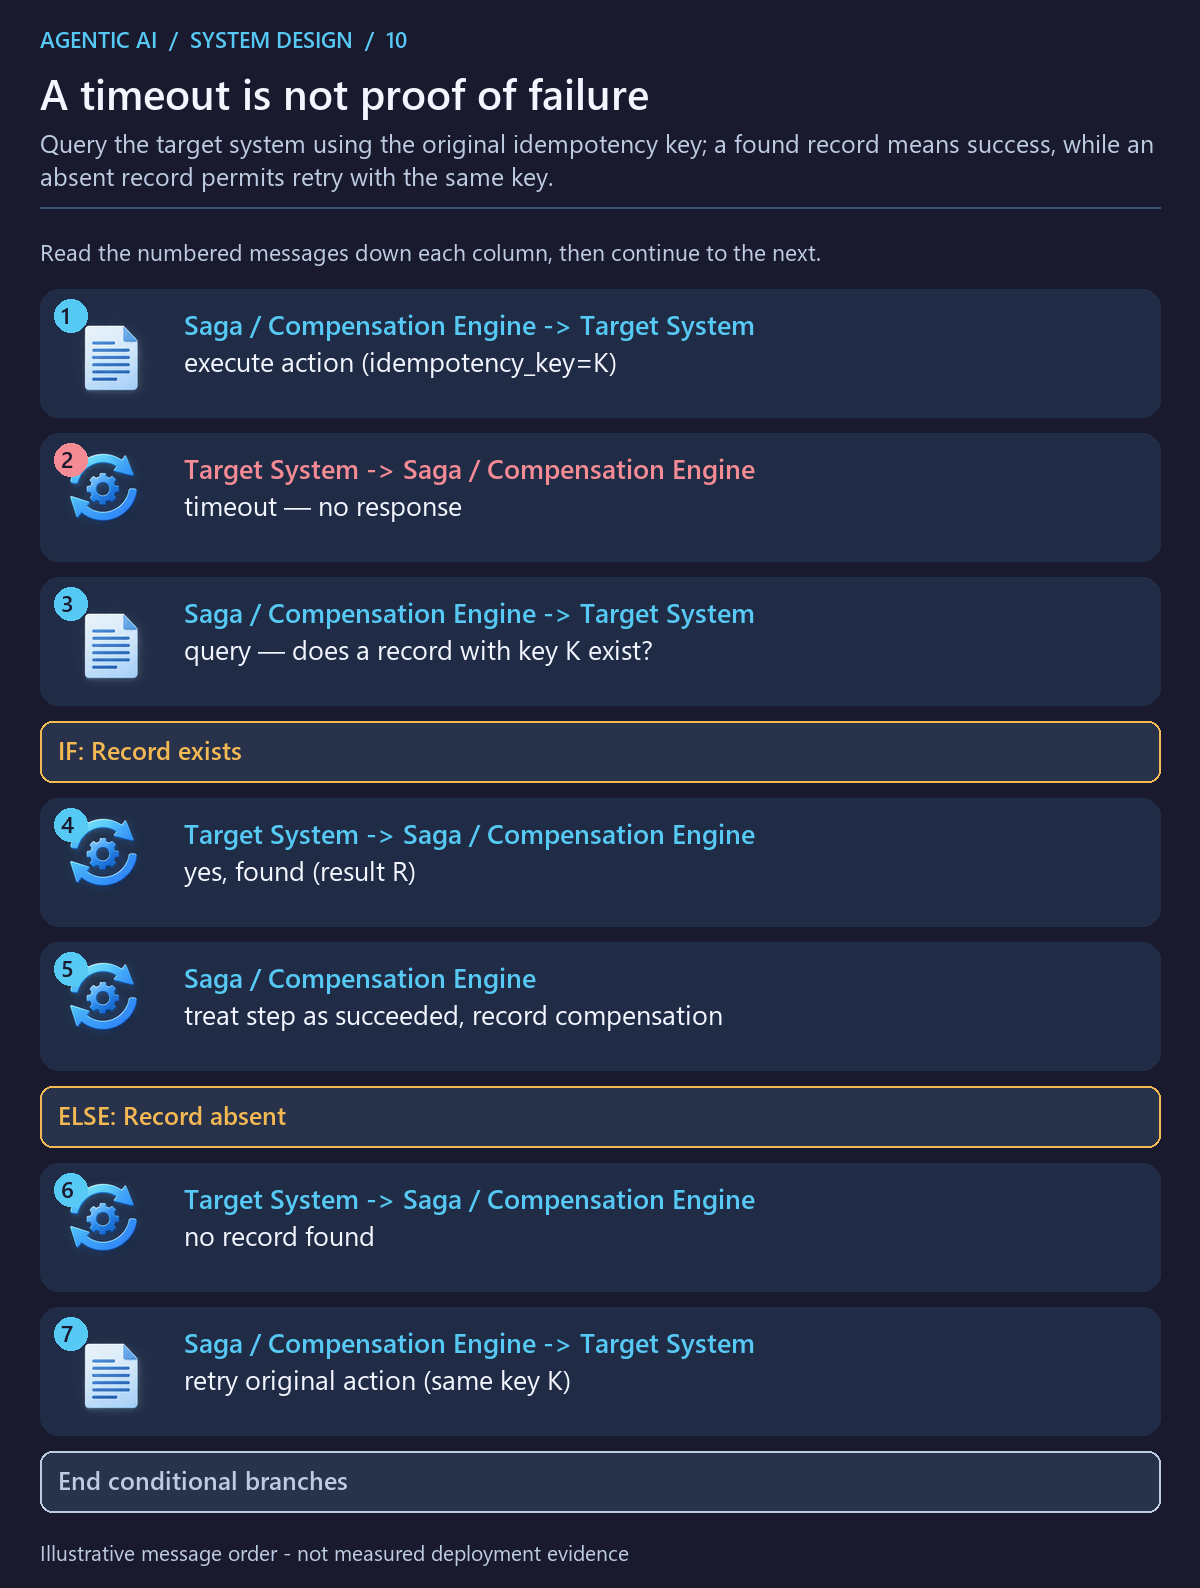 AGENTIC AI / SYSTEM DESIGN / 10
A timeout is not proof of failure
Query the target system using the original idempotency key; a found record means success, while an
absent record permits retry with the same key.
Read the numbered messages down each column, then continue to the next.
1
Saga / Compensation Engine -> Target System
execute action (idempotency_key=K)
2
Target System -> Saga / Compensation Engine
timeout — no response
3
Saga / Compensation Engine -> Target System
query — does a record with key K exist?
IF: Record exists
4
Target System -> Saga / Compensation Engine
yes, found (result R)
5
Saga / Compensation Engine
treat step as succeeded, record compensation
ELSE: Record absent
6
Target System -> Saga / Compensation Engine
no record found
7
Saga / Compensation Engine -> Target System
retry original action (same key K)
End conditional branches
Illustrative message order - not measured deployment evidence